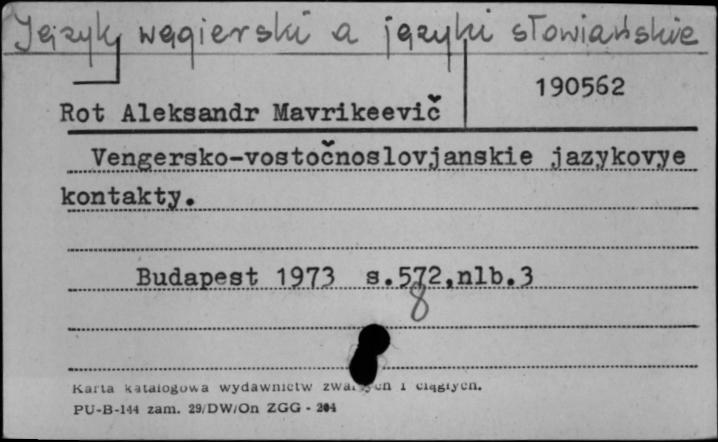 Język węgierski a języki słowiańskie
190562
Rot Aleksandr Mavrikeevič
Vengersko-vostočnoslovjanskie jazykovye
kontakty.
Budapest 1973 s.572,nlb.3
8
Karta katalogowa wydawnictw zwartych i ciągłych.
PU-B-144 zam. 29/DW/On ZGG - 204